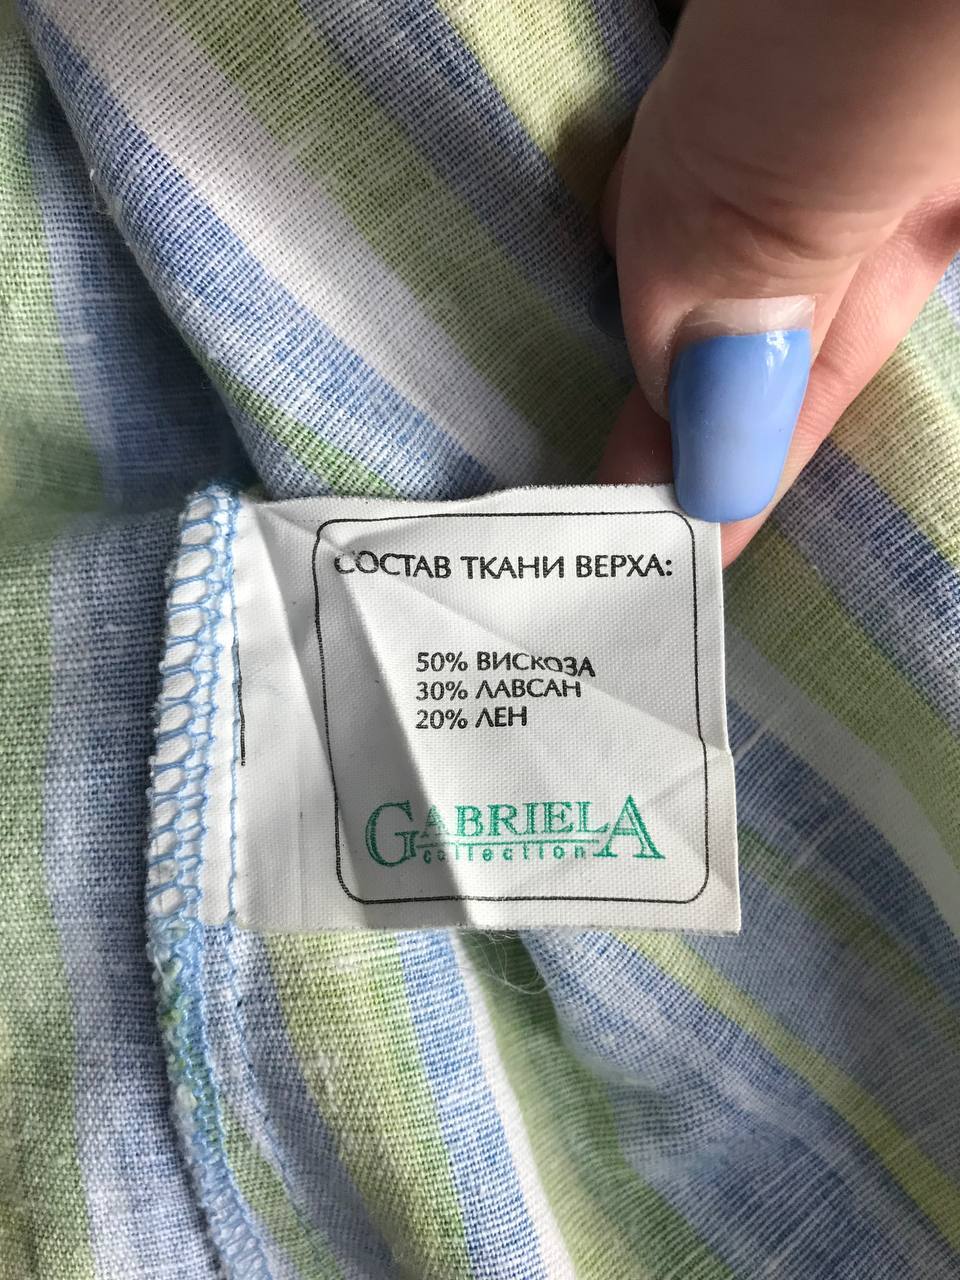 СОСТАВ ТКАНИ ВЕРХА:
50% ВИСКОЗА
30% ЛАВСАН
20% ЛЕН
GABRIELA
collection